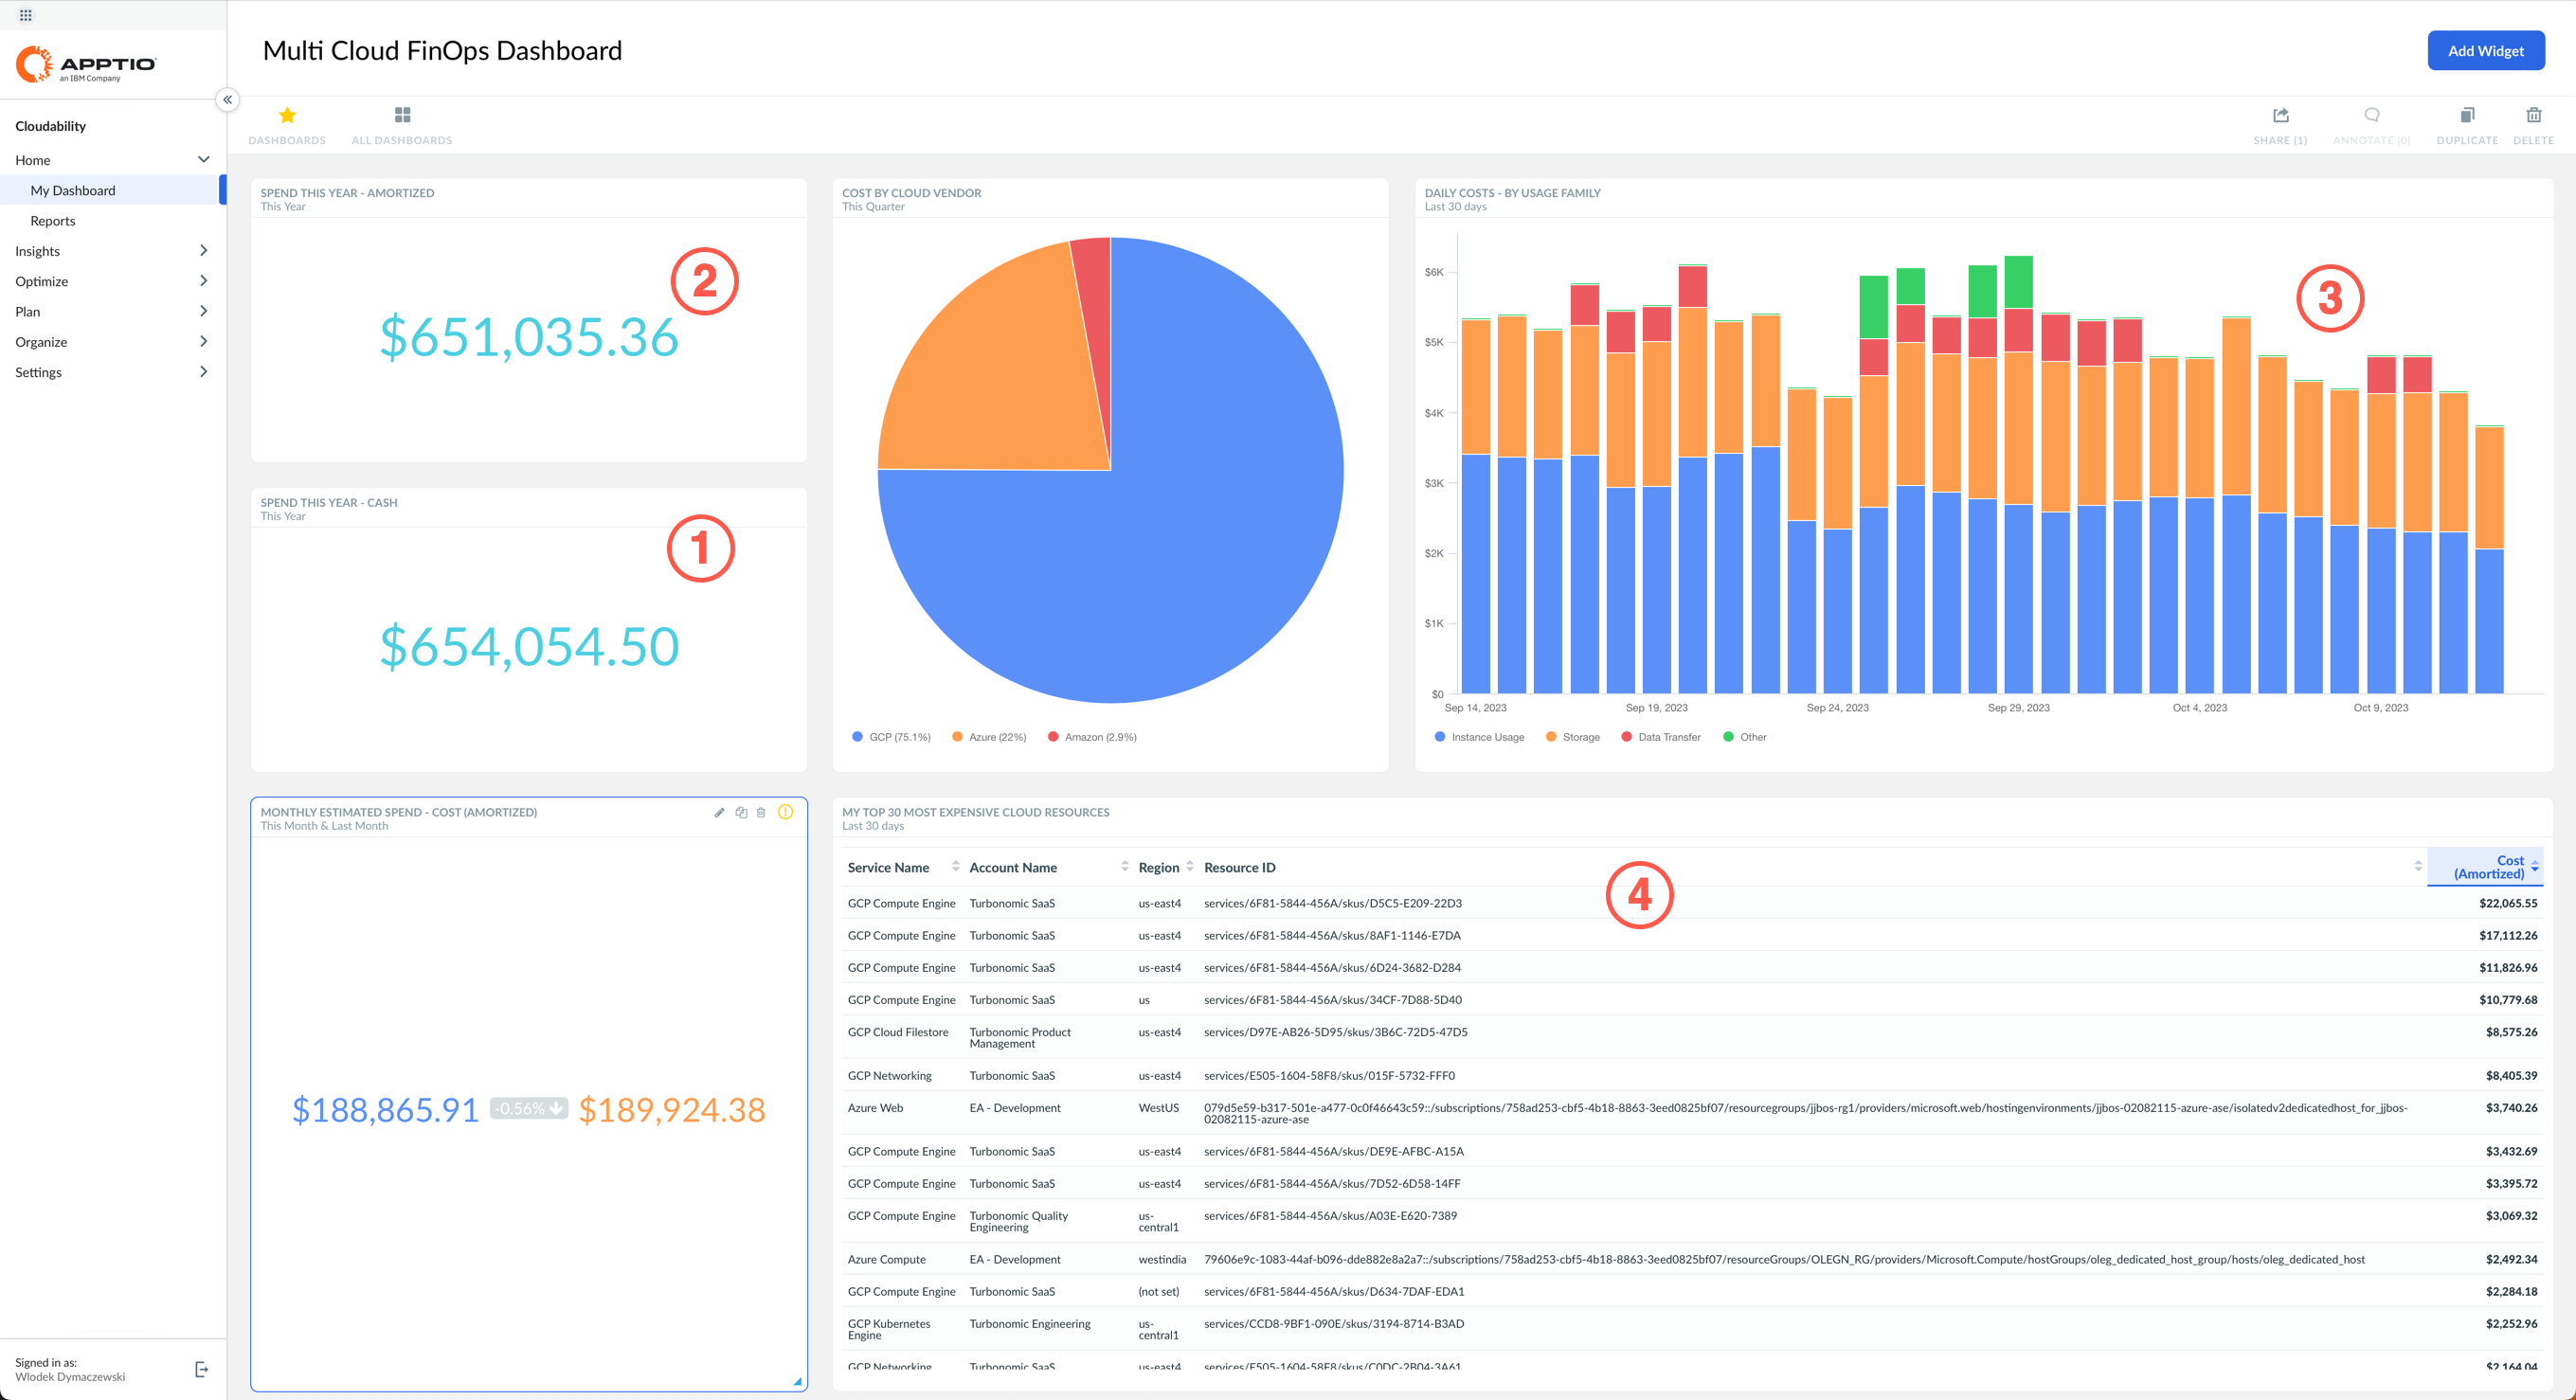 APPTIO
an IBM Company
Cloudability
Home
My Dashboard
Reports
Insights
Optimize
Plan
Organize
Settings
Signed in as:
Wlodek Dymaczewski
Multi Cloud FinOps Dashboard
Add Widget
DASHBOARDS
ALL DASHBOARDS
SHARE (1)
ANNOTATE (0)
DUPLICATE
DELETE
SPEND THIS YEAR - AMORTIZED
This Year
2
$651,035.36
SPEND THIS YEAR - CASH
This Year
1
$654,054.50
COST BY CLOUD VENDOR
This Quarter
GCP (75.1%) Azure (22%) Amazon (2.9%)
DAILY COSTS - BY USAGE FAMILY
Last 30 days
3
$6K
$5K
$4K
$3K
$2K
$1K
$0
Sep 14, 2023 Sep 19, 2023 Sep 24, 2023 Sep 29, 2023 Oct 4, 2023 Oct 9, 2023
Instance Usage Storage Data Transfer Other
MONTHLY ESTIMATED SPEND - COST (AMORTIZED)
This Month & Last Month
$188,865.91 -0.56% $189,924.38
MY TOP 30 MOST EXPENSIVE CLOUD RESOURCES
Last 30 days
4
Service Name Account Name Region Resource ID Cost
(Amortized)
GCP Compute Engine Turbonomic SaaS us-east4 services/6F81-5844-456A/skus/D5C5-E209-22D3 $22,065.55
GCP Compute Engine Turbonomic SaaS us-east4 services/6F81-5844-456A/skus/8AF1-1146-E7DA $17,112.26
GCP Compute Engine Turbonomic SaaS us-east4 services/6F81-5844-456A/skus/6D24-3682-D284 $11,826.96
GCP Compute Engine Turbonomic SaaS us services/6F81-5844-456A/skus/34CF-7D88-5D40 $10,779.68
GCP Cloud Filestore Turbonomic Product us-east4 services/D97E-AB26-5D95/skus/3B6C-72D5-47D5 $8,575.26
Management
GCP Networking Turbonomic SaaS us-east4 services/E505-1604-58F8/skus/015F-5732-FFF0 $8,405.39
Azure Web EA - Development WestUS 079d5e59-b317-501e-a477-0c0f46643c59::/subscriptions/758ad253-cbf5-4b18-8863-3eed0825bf07/resourcegroups/jjbos-rg1/providers/microsoft.web/hostingenvironments/jjbos-02082115-azure-ase/isolatedv2dedicatedhost_for_jjbos- $3,740.26
02082115-azure-ase
GCP Compute Engine Turbonomic SaaS us-east4 services/6F81-5844-456A/skus/DE9E-AFBC-A15A $3,432.69
GCP Compute Engine Turbonomic SaaS us-east4 services/6F81-5844-456A/skus/7D52-6D58-14FF $3,395.72
GCP Compute Engine Turbonomic Quality us- services/6F81-5844-456A/skus/A03E-E620-7389 $3,069.32
Engineering central1
Azure Compute EA - Development westindia 79606e9c-1083-44af-b096-dde882e8a2a7::/subscriptions/758ad253-cbf5-4b18-8863-3eed0825bf07/resourceGroups/OLEGN_RG/providers/Microsoft.Compute/hostGroups/oleg_dedicated_host_group/hosts/oleg_dedicated_host $2,492.34
GCP Compute Engine Turbonomic SaaS (not set) services/6F81-5844-456A/skus/D634-7DAF-EDA1 $2,284.18
GCP Kubernetes Turbonomic Engineering us- services/CCD8-9BF1-090E/skus/3194-8714-B3AD $2,252.96
Engine central1
GCP Networking Turbonomic SaaS us-east4 services/E505-1604-58F8/skus/C0DC-2B04-3A61 $2,164.04